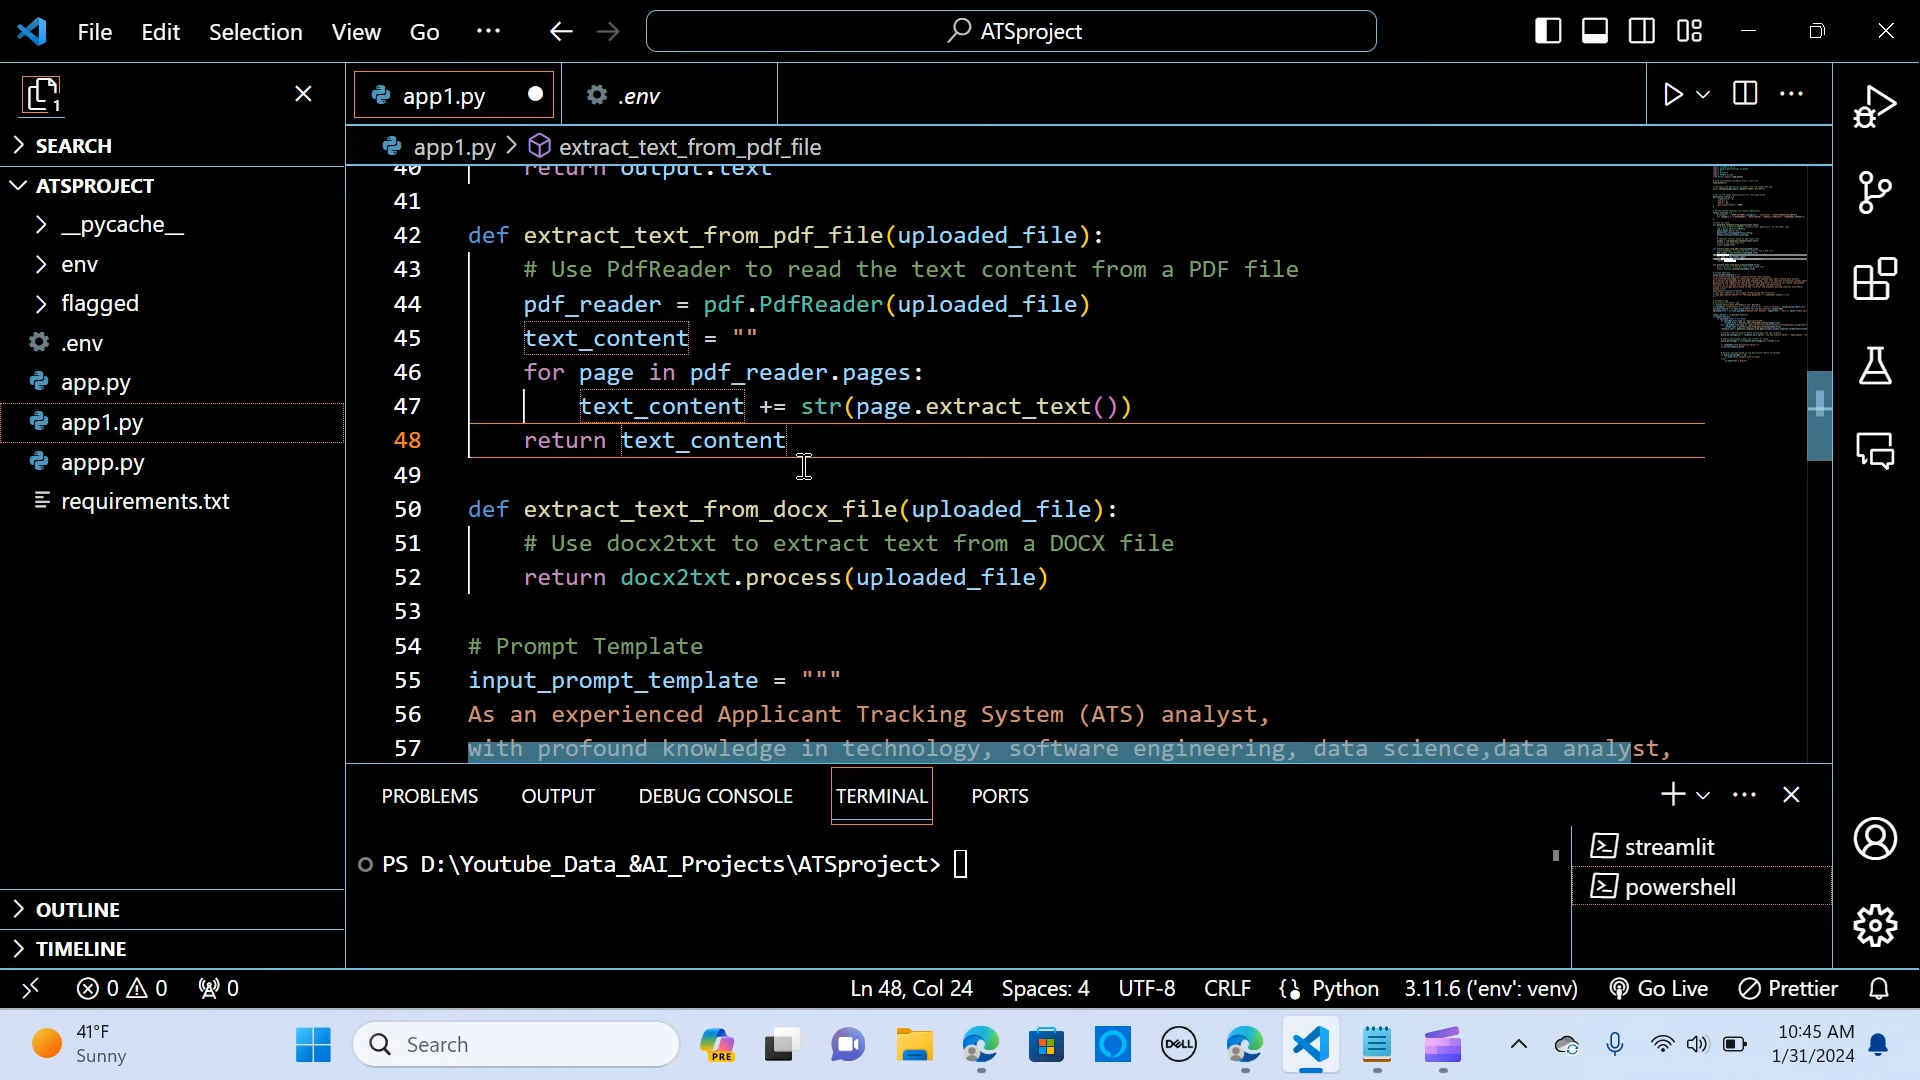 File Edit Selection View Go ··· ATSproject
1
SEARCH
ATSPROJECT
__pycache__
env
flagged
.env
app.py
app1.py
appp.py
requirements.txt
OUTLINE
TIMELINE
app1.py
.env
app1.py > extract_text_from_pdf_file
40 return output.text
41
42 def extract_text_from_pdf_file(uploaded_file):
43 # Use PdfReader to read the text content from a PDF file
44 pdf_reader = pdf.PdfReader(uploaded_file)
45 text_content = ""
46 for page in pdf_reader.pages:
47 text_content += str(page.extract_text())
48 return text_content
49
50 def extract_text_from_docx_file(uploaded_file):
51 # Use docx2txt to extract text from a DOCX file
52 return docx2txt.process(uploaded_file)
53
54 # Prompt Template
55 input_prompt_template = """
56 As an experienced Applicant Tracking System (ATS) analyst,
57 with profound knowledge in technology, software engineering, data science,data analyst,
PROBLEMS OUTPUT DEBUG CONSOLE TERMINAL PORTS
PS D:\Youtube_Data_&AI_Projects\ATSproject>
streamlit
powershell
0 0 0 Ln 48, Col 24 Spaces: 4 UTF-8 CRLF Python 3.11.6 ('env': venv) Go Live Prettier
41°F
Sunny
Search
PRE
DELL
10:45 AM
1/31/2024